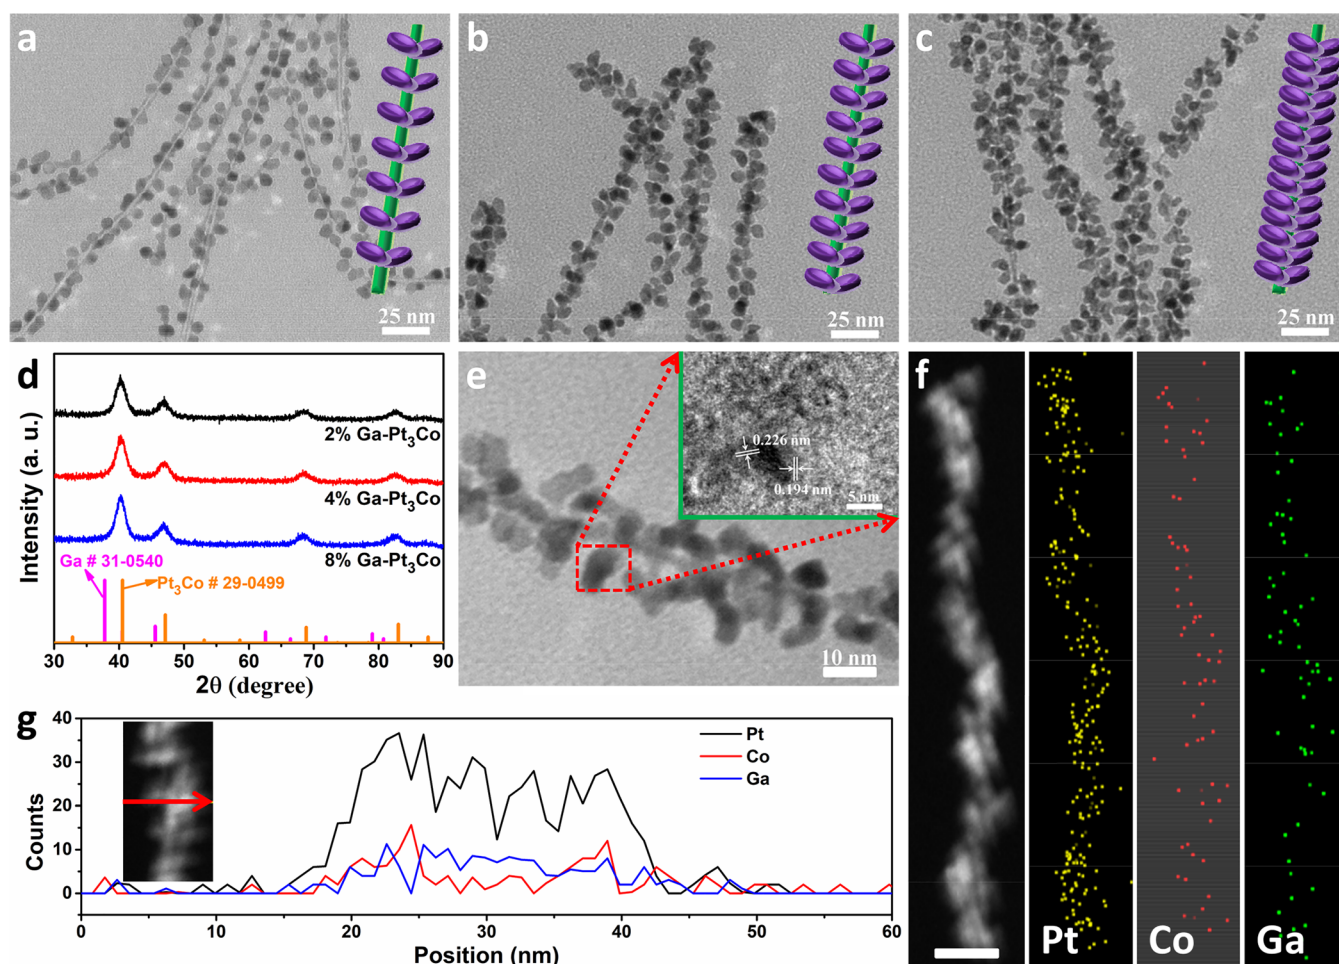 a
25 nm
b
25 nm
c
25 nm
d
Intensity (a. u.)
2% Ga-Pt₃Co
4% Ga-Pt₃Co
8% Ga-Pt₃Co
Ga # 31-0540
Pt₃Co # 29-0499
30 40 50 60 70 80 90
2θ (degree)
e
0.226 nm
0.194 nm
5 nm
10 nm
f
Pt
Co
Ga
g
Counts
40
30
20
10
0
Pt
Co
Ga
0 10 20 30 40 50 60
Position (nm)